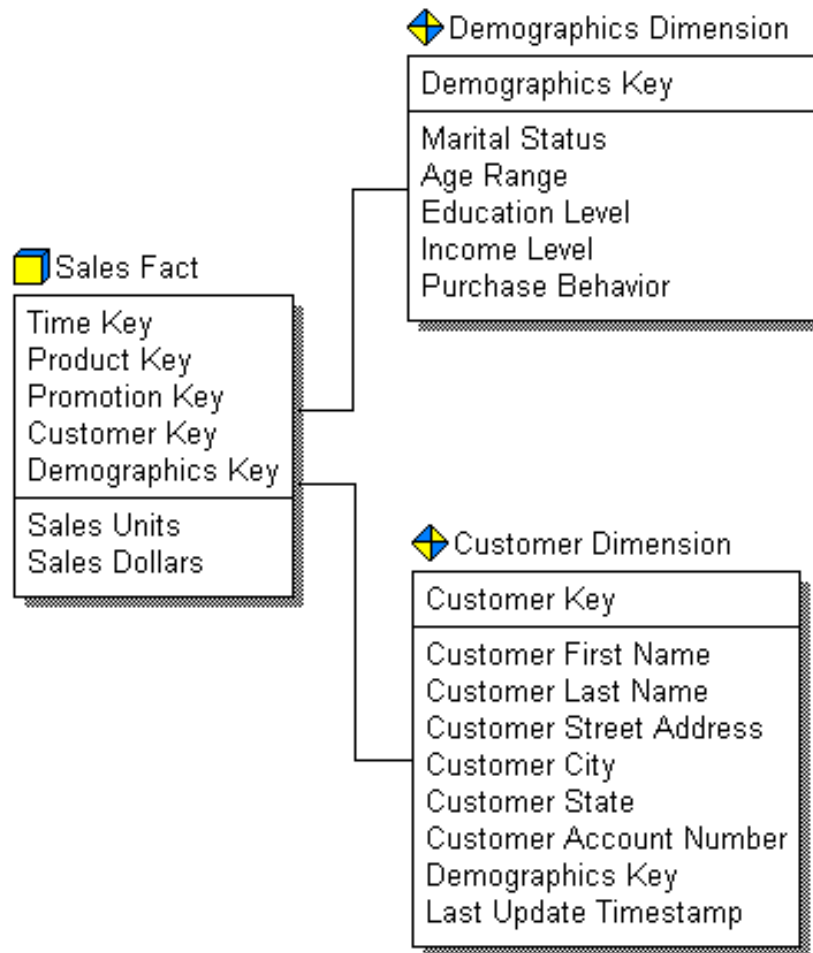 Demographics Dimension
Demographics Key
Marital Status
Age Range
Education Level
Income Level
Purchase Behavior
Sales Fact
Time Key
Product Key
Promotion Key
Customer Key
Demographics Key
Sales Units
Sales Dollars
Customer Dimension
Customer Key
Customer First Name
Customer Last Name
Customer Street Address
Customer City
Customer State
Customer Account Number
Demographics Key
Last Update Timestamp